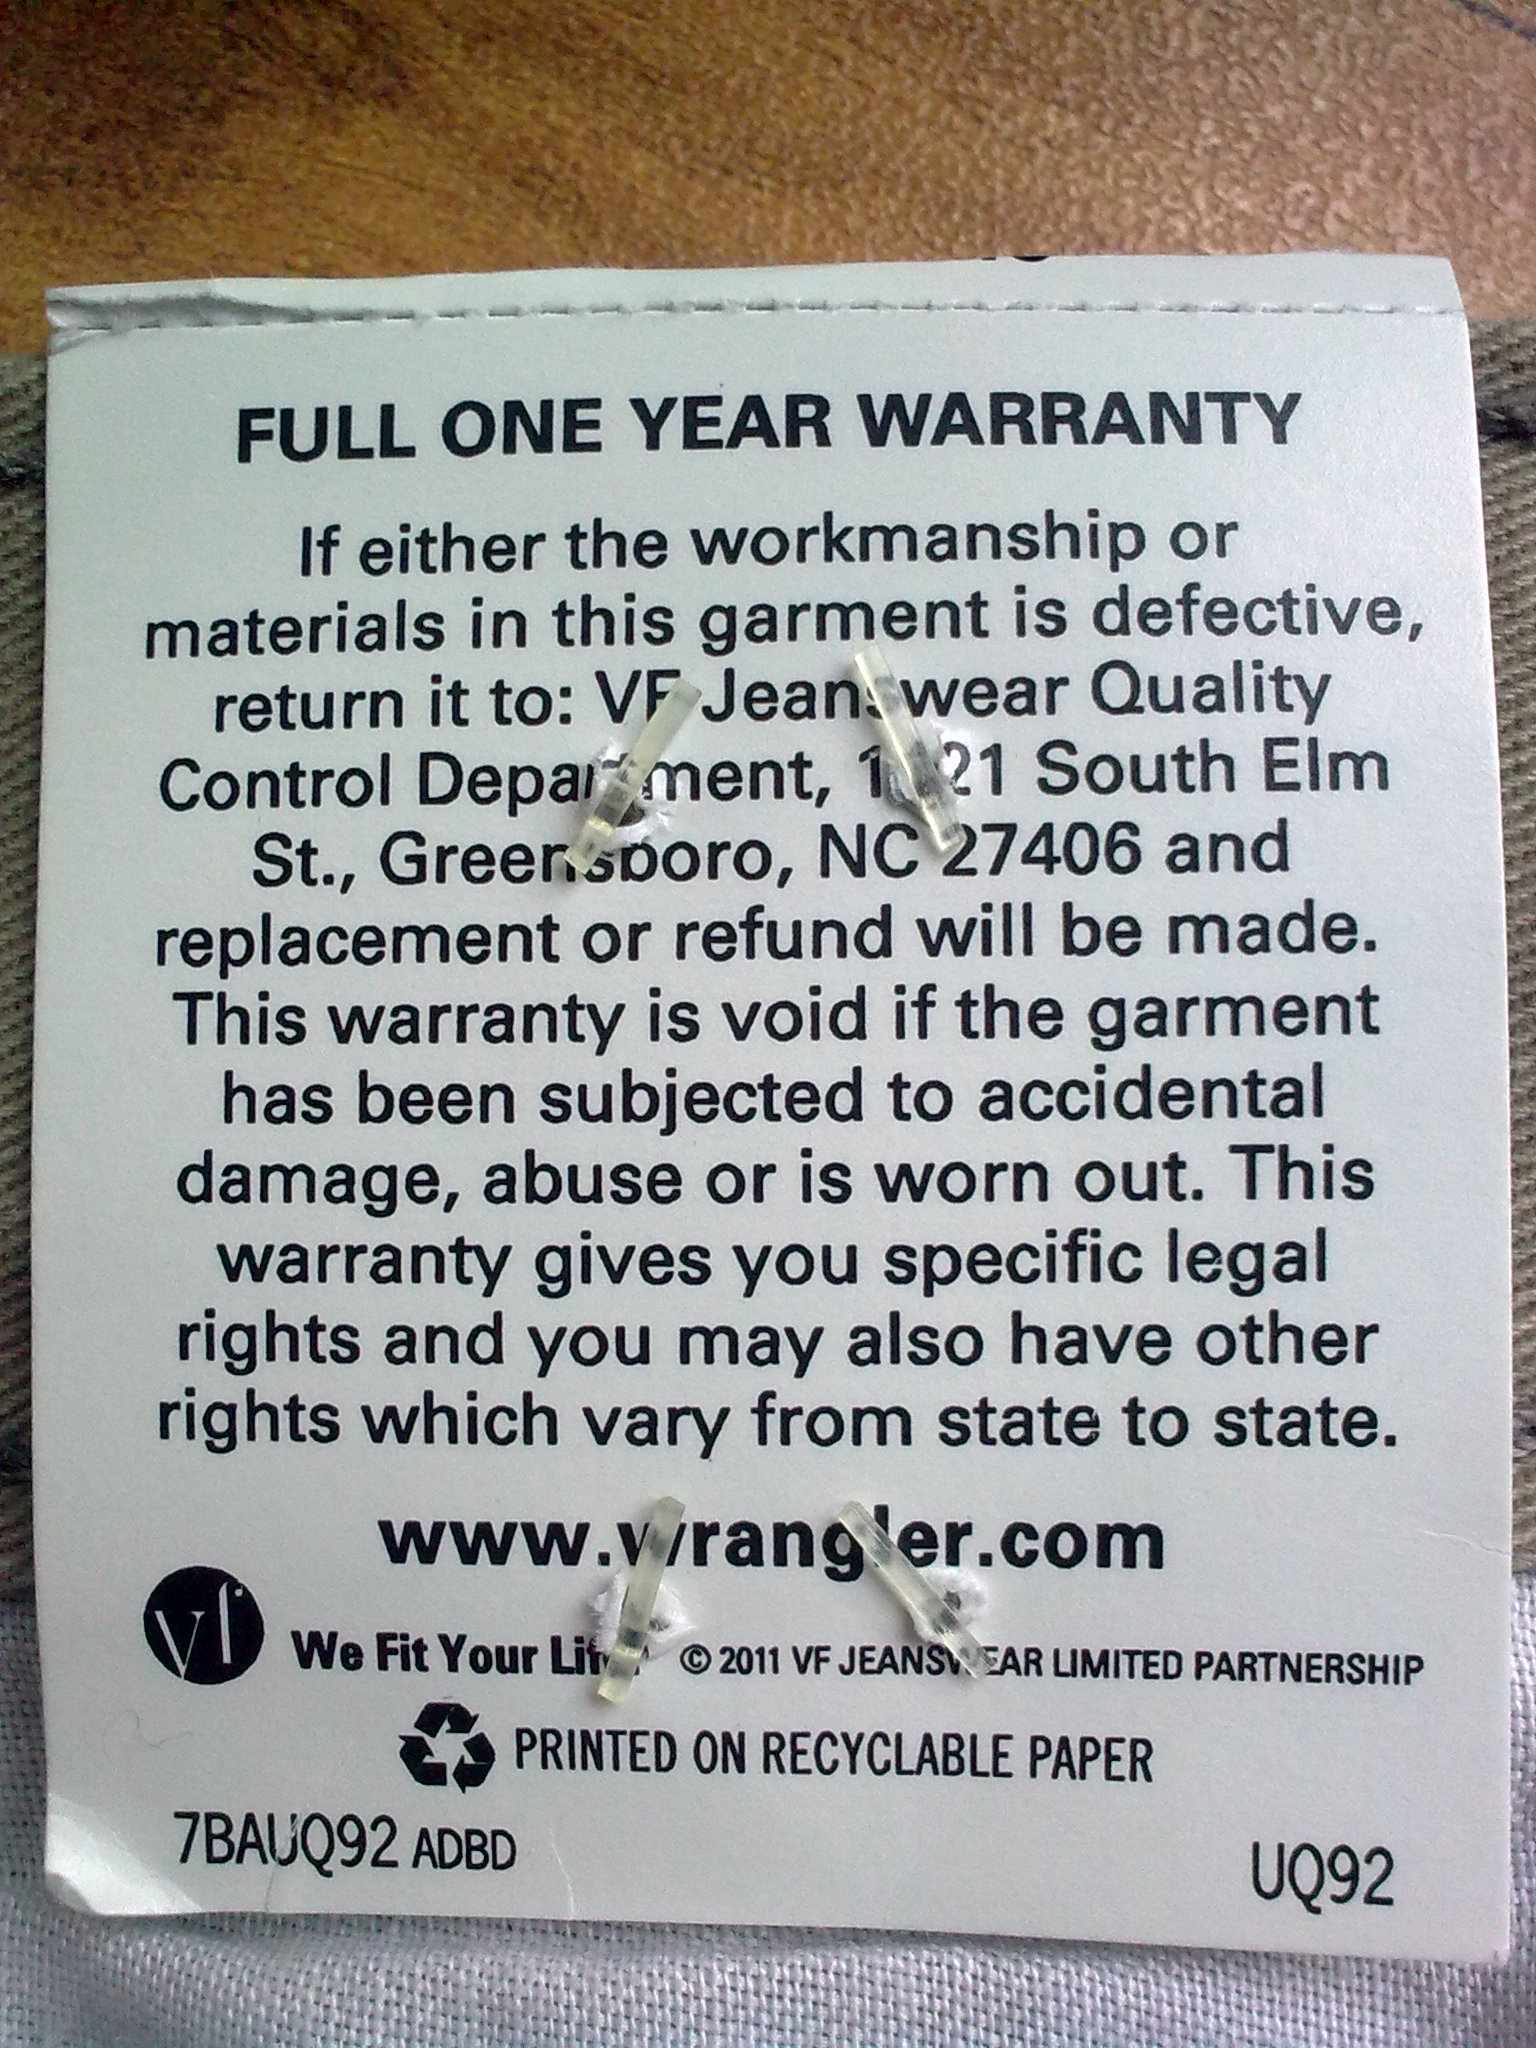 FULL ONE YEAR WARRANTY
If either the workmanship or
materials in this garment is defective,
return it to: VF Jeanswear Quality
Control Department, South Elm
St., Greensboro, NC 27406 and
replacement or refund will be made.
This warranty is void if the garment
has been subjected to accidental
damage, abuse or is worn out. This
warranty gives you specific legal
rights and you may also have other
rights which vary from state to state.
www.wrangler.com
vf We Fit Your Life © 2011 VF JEANSWEAR LIMITED PARTNERSHIP
PRINTED ON RECYCLABLE PAPER
7BAUQ92 ADBD
UQ92